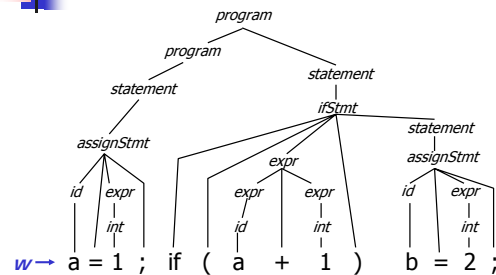 program
program
statement statement
ifStmt
statement
assignStmt assignStmt
expr
id expr expr expr id expr
int id int int
w→ a = 1 ; if ( a + 1 ) b = 2 ;